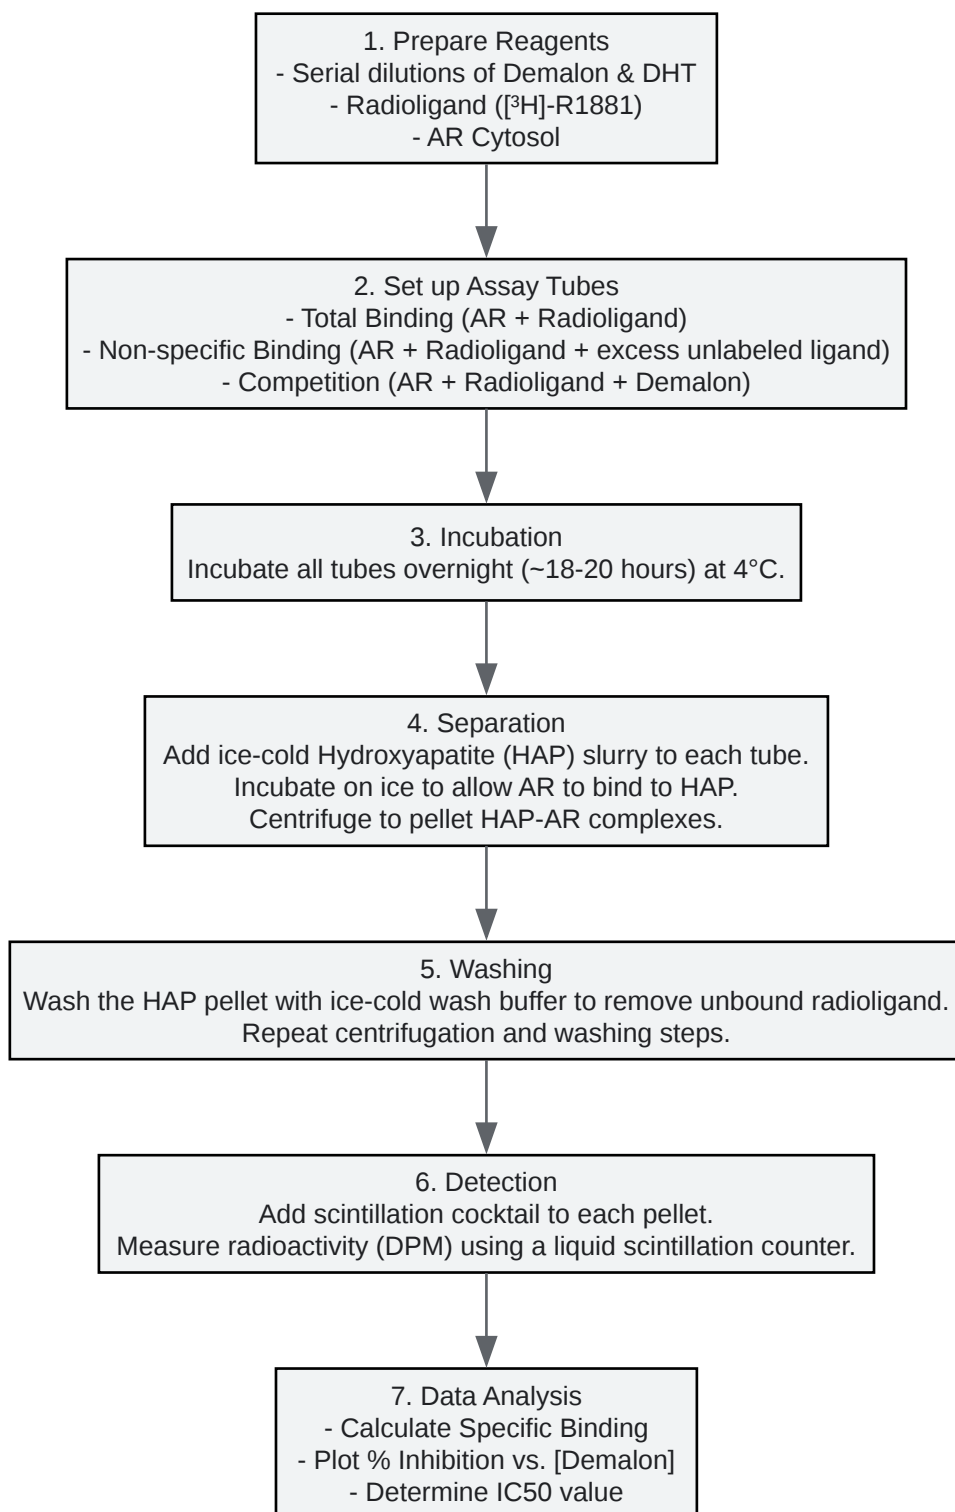 1. Prepare Reagents
- Serial dilutions of Demalon & DHT
- Radioligand ([³H]-R1881)
- AR Cytosol
2. Set up Assay Tubes
- Total Binding (AR + Radioligand)
- Non-specific Binding (AR + Radioligand + excess unlabeled ligand)
- Competition (AR + Radioligand + Demalon)
3. Incubation
Incubate all tubes overnight (~18-20 hours) at 4°C.
4. Separation
Add ice-cold Hydroxyapatite (HAP) slurry to each tube.
Incubate on ice to allow AR to bind to HAP.
Centrifuge to pellet HAP-AR complexes.
5. Washing
Wash the HAP pellet with ice-cold wash buffer to remove unbound radioligand.
Repeat centrifugation and washing steps.
6. Detection
Add scintillation cocktail to each pellet.
Measure radioactivity (DPM) using a liquid scintillation counter.
7. Data Analysis
- Calculate Specific Binding
- Plot % Inhibition vs. [Demalon]
- Determine IC50 value